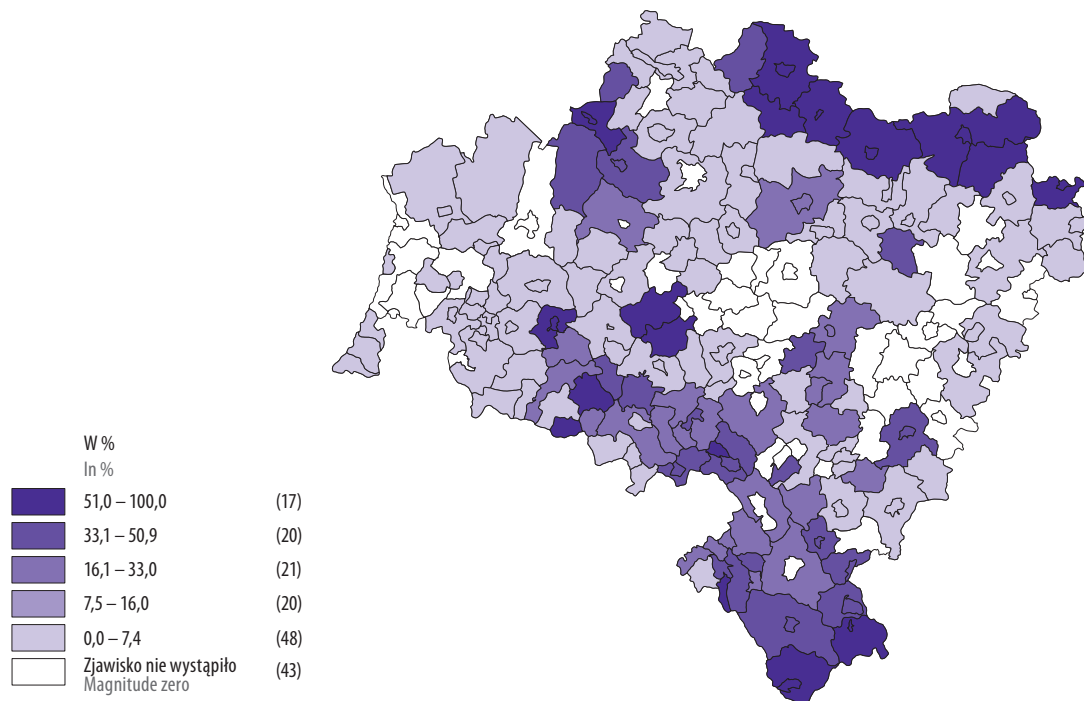 W %
In %
51,0 – 100,0 (17)
33,1 – 50,9 (20)
16,1 – 33,0 (21)
7,5 – 16,0 (20)
0,0 – 7,4 (48)
Zjawisko nie wystąpiło (43)
Magnitude zero